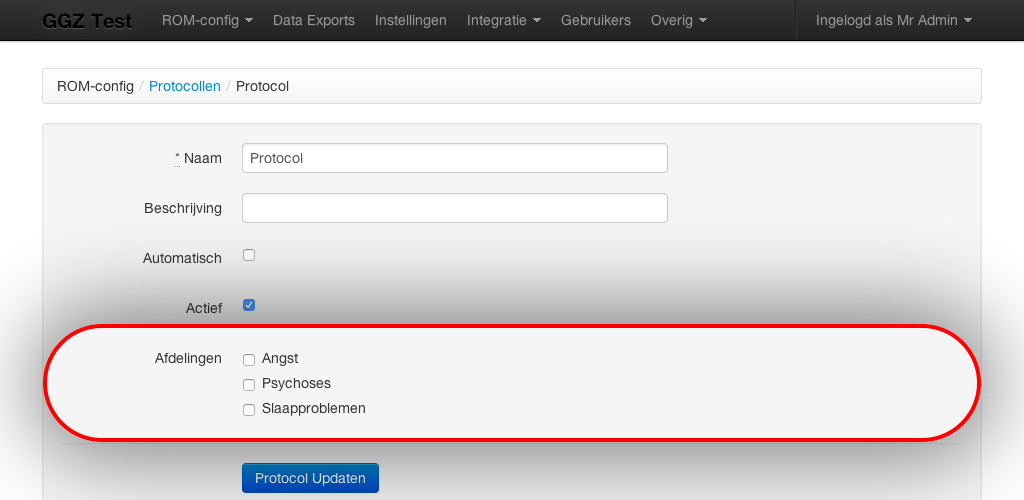 GGZ Test ROM-config Data Exports Instellingen Integratie Gebruikers Overig Ingelogd als Mr Admin
ROM-config / Protocollen / Protocol
* Naam Protocol
Beschrijving
Automatisch
Actief
Afdelingen Angst
Psychoses
Slaapproblemen
Protocol Updaten